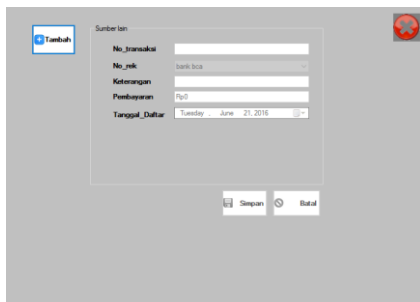 Tambah
Sumber lain
No_transaksi
No_rek bank bca
Keterangan
Pembayaran Rp0
Tanggal_Daftar Tuesday , June 21, 2016
Simpan Batal